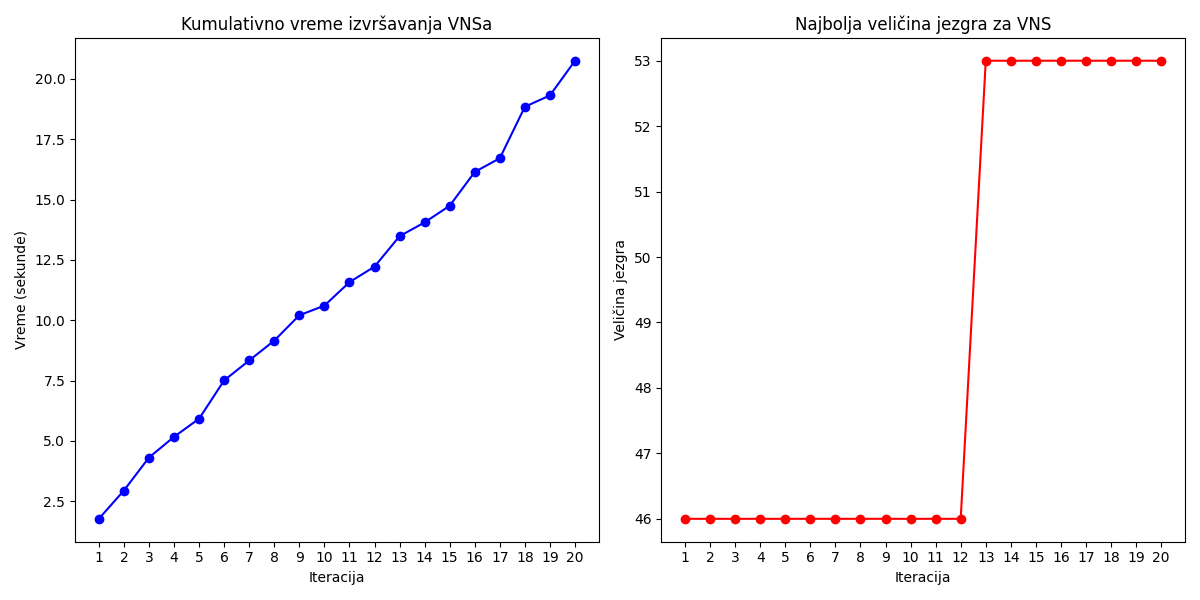 Kumulativno vreme izvršavanja VNSa
Vreme (sekunde)
20.0
17.5
15.0
12.5
10.0
7.5
5.0
2.5
1 2 3 4 5 6 7 8 9 10 11 12 13 14 15 16 17 18 19 20
Iteracija
Najbolja veličina jezgra za VNS
Veličina jezgra
53
52
51
50
49
48
47
46
1 2 3 4 5 6 7 8 9 10 11 12 13 14 15 16 17 18 19 20
Iteracija